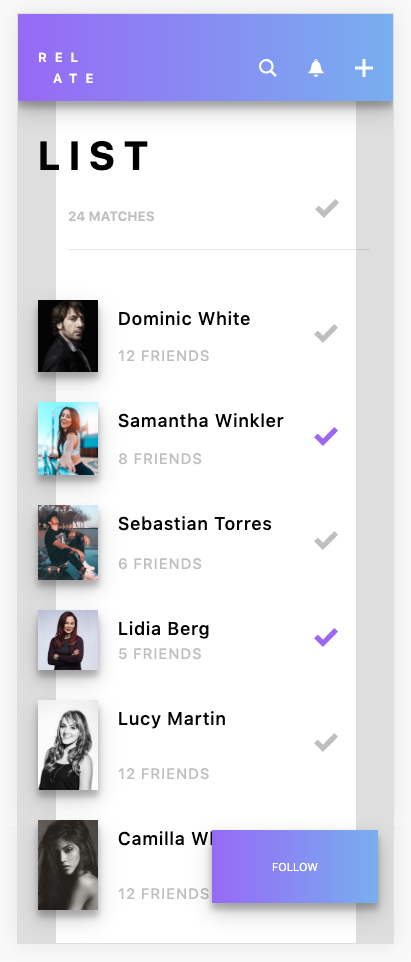 REL
ATE
LIST
24 MATCHES
Dominic White
12 FRIENDS
Samantha Winkler
8 FRIENDS
Sebastian Torres
6 FRIENDS
Lidia Berg
5 FRIENDS
Lucy Martin
12 FRIENDS
Camilla
12 FRIENDS
FOLLOW